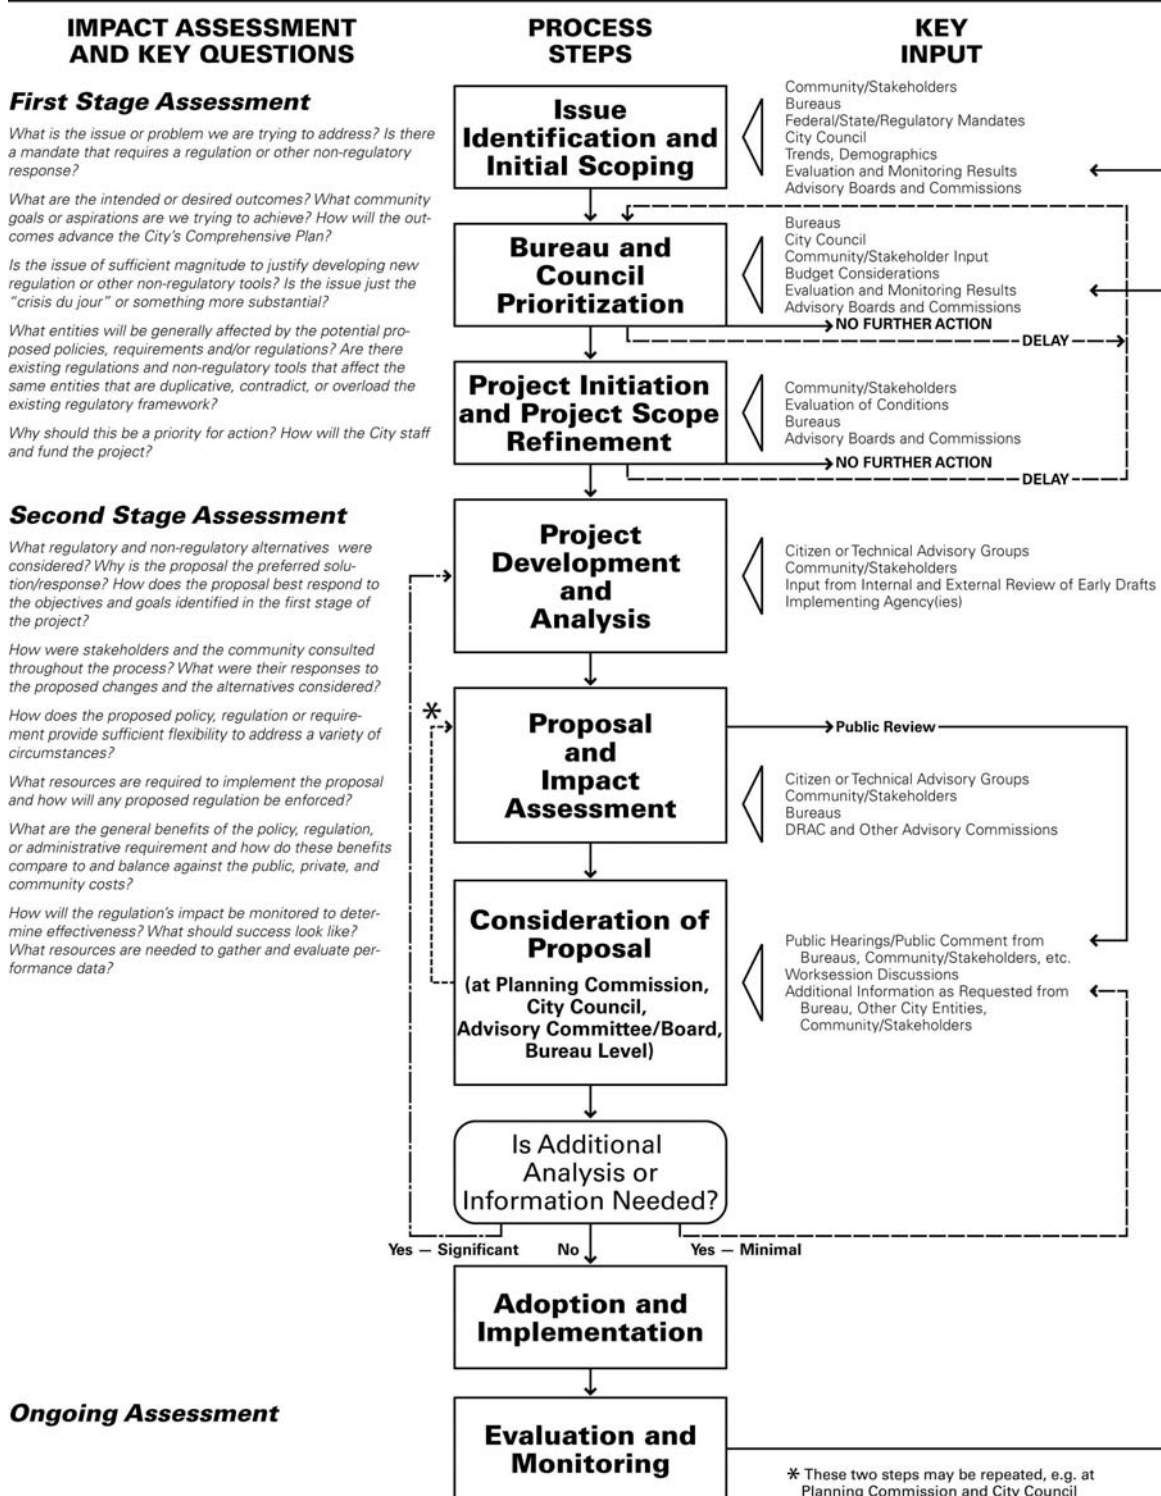 IMPACT ASSESSMENT
AND KEY QUESTIONS
PROCESS
STEPS
KEY
INPUT
First Stage Assessment
What is the issue or problem we are trying to address? Is there
a mandate that requires a regulation or other non-regulatory
response?
What are the intended or desired outcomes? What community
goals or aspirations are we trying to achieve? How will the out-
comes advance the City's Comprehensive Plan?
Is the issue of sufficient magnitude to justify developing new
regulation or other non-regulatory tools? Is the issue just the
"crisis du jour" or something more substantial?
What entities will be generally affected by the potential pro-
posed policies, requirements and/or regulations? Are there
existing regulations and non-regulatory tools that affect the
same entities that are duplicative, contradict, or overload the
existing regulatory framework?
Why should this be a priority for action? How will the City staff
and fund the project?
Second Stage Assessment
What regulatory and non-regulatory alternatives were
considered? Why is the proposal the preferred solu-
tion/response? How does the proposal best respond to
the objectives and goals identified in the first stage of
the project?
How were stakeholders and the community consulted
throughout the process? What were their responses to
the proposed changes and the alternatives considered?
How does the proposed policy, regulation or require-
ment provide sufficient flexibility to address a variety of
circumstances?
What resources are required to implement the proposal
and how will any proposed regulation be enforced?
What are the general benefits of the policy, regulation,
or administrative requirement and how do these benefits
compare to and balance against the public, private, and
community costs?
How will the regulation's impact be monitored to deter-
mine effectiveness? What should success look like?
What resources are needed to gather and evaluate per-
formance data?
Ongoing Assessment
Issue
Identification and
Initial Scoping
Community/Stakeholders
Bureaus
Federal/State/Regulatory Mandates
City Council
Trends, Demographics
Evaluation and Monitoring Results
Advisory Boards and Commissions
Bureau and
Council
Prioritization
Bureaus
City Council
Community/Stakeholder Input
Budget Considerations
Evaluation and Monitoring Results
Advisory Boards and Commissions
NO FURTHER ACTION
DELAY
Project Initiation
and Project Scope
Refinement
Community/Stakeholders
Evaluation of Conditions
Bureaus
Advisory Boards and Commissions
NO FURTHER ACTION
DELAY
Project
Development
and
Analysis
Citizen or Technical Advisory Groups
Community/Stakeholders
Input from Internal and External Review of Early Drafts
Implementing Agency(ies)
*
Proposal
and
Impact
Assessment
Public Review
Citizen or Technical Advisory Groups
Community/Stakeholders
Bureaus
DRAC and Other Advisory Commissions
Consideration of
Proposal
(at Planning Commission,
City Council,
Advisory Committee/Board,
Bureau Level)
Public Hearings/Public Comment from
Bureaus, Community/Stakeholders, etc.
Worksession Discussions
Additional Information as Requested from
Bureau, Other City Entities,
Community/Stakeholders
Is Additional
Analysis or
Information Needed?
Yes — Significant
No
Yes — Minimal
Adoption and
Implementation
Evaluation and
Monitoring
* These two steps may be repeated, e.g. at
Planning Commission and City Council